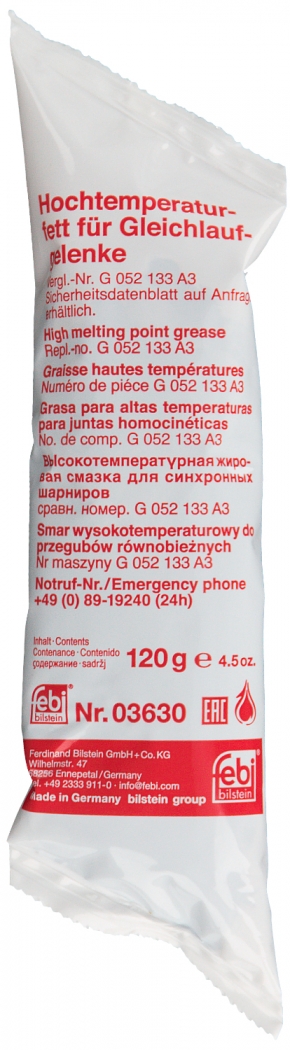 Hochtemperatur-
fett für Gleichlauf-
gelenke
Vergl.-Nr. G 052 133 A3
Sicherheitsdatenblatt auf Anfrag
erhältlich.
High melting point grease
Repl.-no. G 052 133 A3
Graisse hautes températures
Numéro de piéce G 052 133 A3
Grasa para altas temperaturas
para juntas homocinéticas
No. de comp. G 052 133 A3
Высокотемпературная жиро-
вая смазка для синхронных
шарниров
сравн. номер. G 052 133 A3
Smar wysokotemperaturowy do
przegubów równobieżnych
Nr maszyny G 052 133 A3
Notruf-Nr./Emergency phone
+49 (0) 89-19240 (24h)
Inhalt·Contents
Contenance·Contenido
содержание·sadržj
120 g e 4.5 oz.
febi
bilstein
Nr. 03630
EAC
Ferdinand Bilstein GmbH+Co.KG
Wilhelmstr. 47
58256 Ennepetal/Germany
Tel. +49 2333 911-0·info@febi.com
Made in Germany bilstein group
febi
bilstein